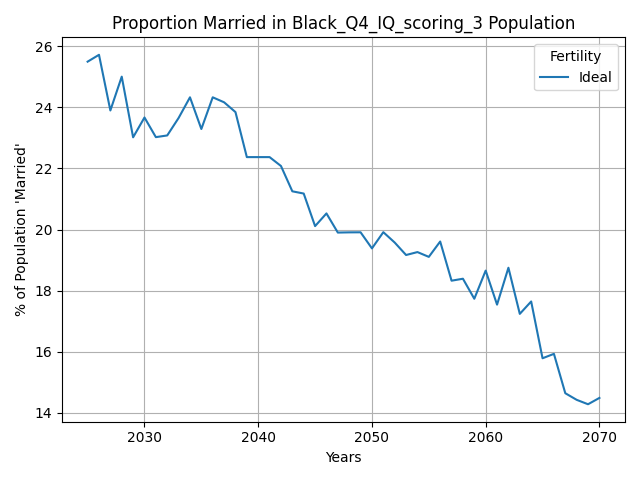 Proportion Married in Black_Q4_IQ_scoring_3 Population
Fertility
Ideal
% of Population 'Married'
26
24
22
20
18
16
14
2030 2040 2050 2060 2070
Years